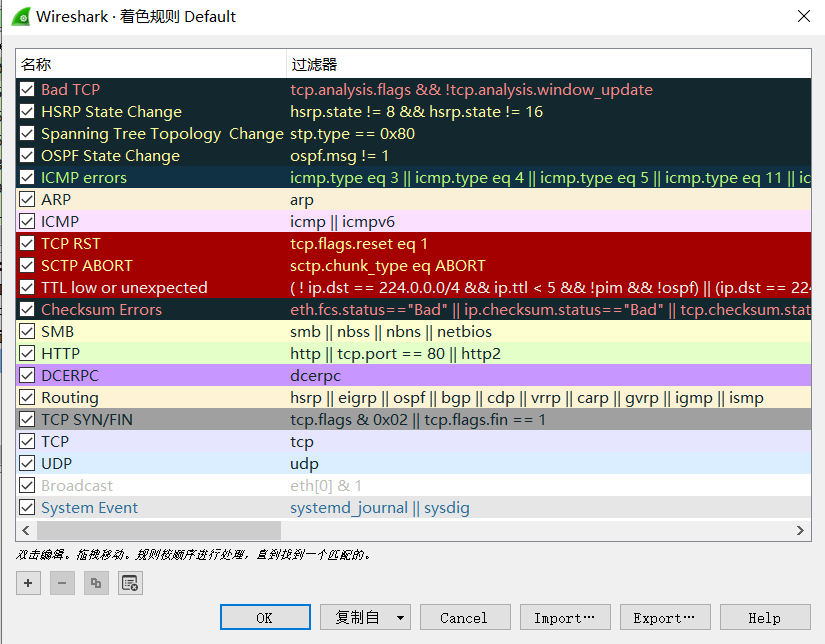 Wireshark · 着色规则 Default
名称 过滤器
Bad TCP tcp.analysis.flags && !tcp.analysis.window_update
HSRP State Change hsrp.state != 8 && hsrp.state != 16
Spanning Tree Topology  Change stp.type == 0x80
OSPF State Change ospf.msg != 1
ICMP errors icmp.type eq 3 || icmp.type eq 4 || icmp.type eq 5 || icmp.type eq 11 || ic
ARP arp
ICMP icmp || icmpv6
TCP RST tcp.flags.reset eq 1
SCTP ABORT sctp.chunk_type eq ABORT
TTL low or unexpected ( ! ip.dst == 224.0.0.0/4 && ip.ttl < 5 && !pim && !ospf) || (ip.dst == 224
Checksum Errors eth.fcs.status=="Bad" || ip.checksum.status=="Bad" || tcp.checksum.stat
SMB smb || nbss || nbns || netbios
HTTP http || tcp.port == 80 || http2
DCERPC dcerpc
Routing hsrp || eigrp || ospf || bgp || cdp || vrrp || carp || gvrp || igmp || ismp
TCP SYN/FIN tcp.flags & 0x02 || tcp.flags.fin == 1
TCP tcp
UDP udp
Broadcast eth[0] & 1
System Event systemd_journal || sysdig
双击编辑。拖拽移动。规则按顺序进行处理，直到找到一个匹配的。
OK 复制自 Cancel Import… Export… Help